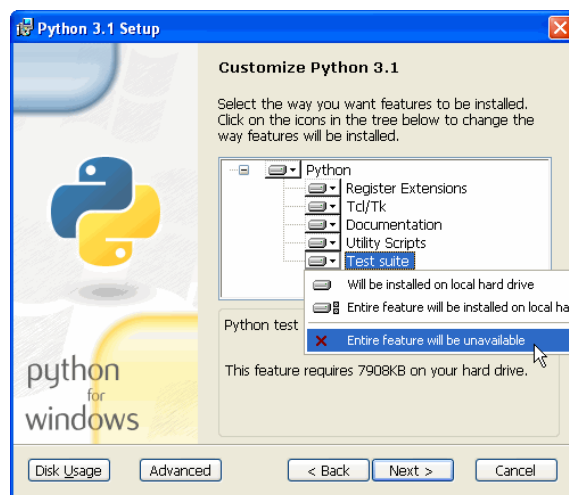 Python 3.1 Setup
Customize Python 3.1
Select the way you want features to be installed.
Click on the icons in the tree below to change the
way features will be installed.
Python
Register Extensions
Tcl/Tk
Documentation
Utility Scripts
Test suite
Will be installed on local hard drive
Entire feature will be installed on local ha
Entire feature will be unavailable
Python test
This feature requires 7908KB on your hard drive.
python
for
windows
Disk Usage
Advanced
< Back
Next >
Cancel